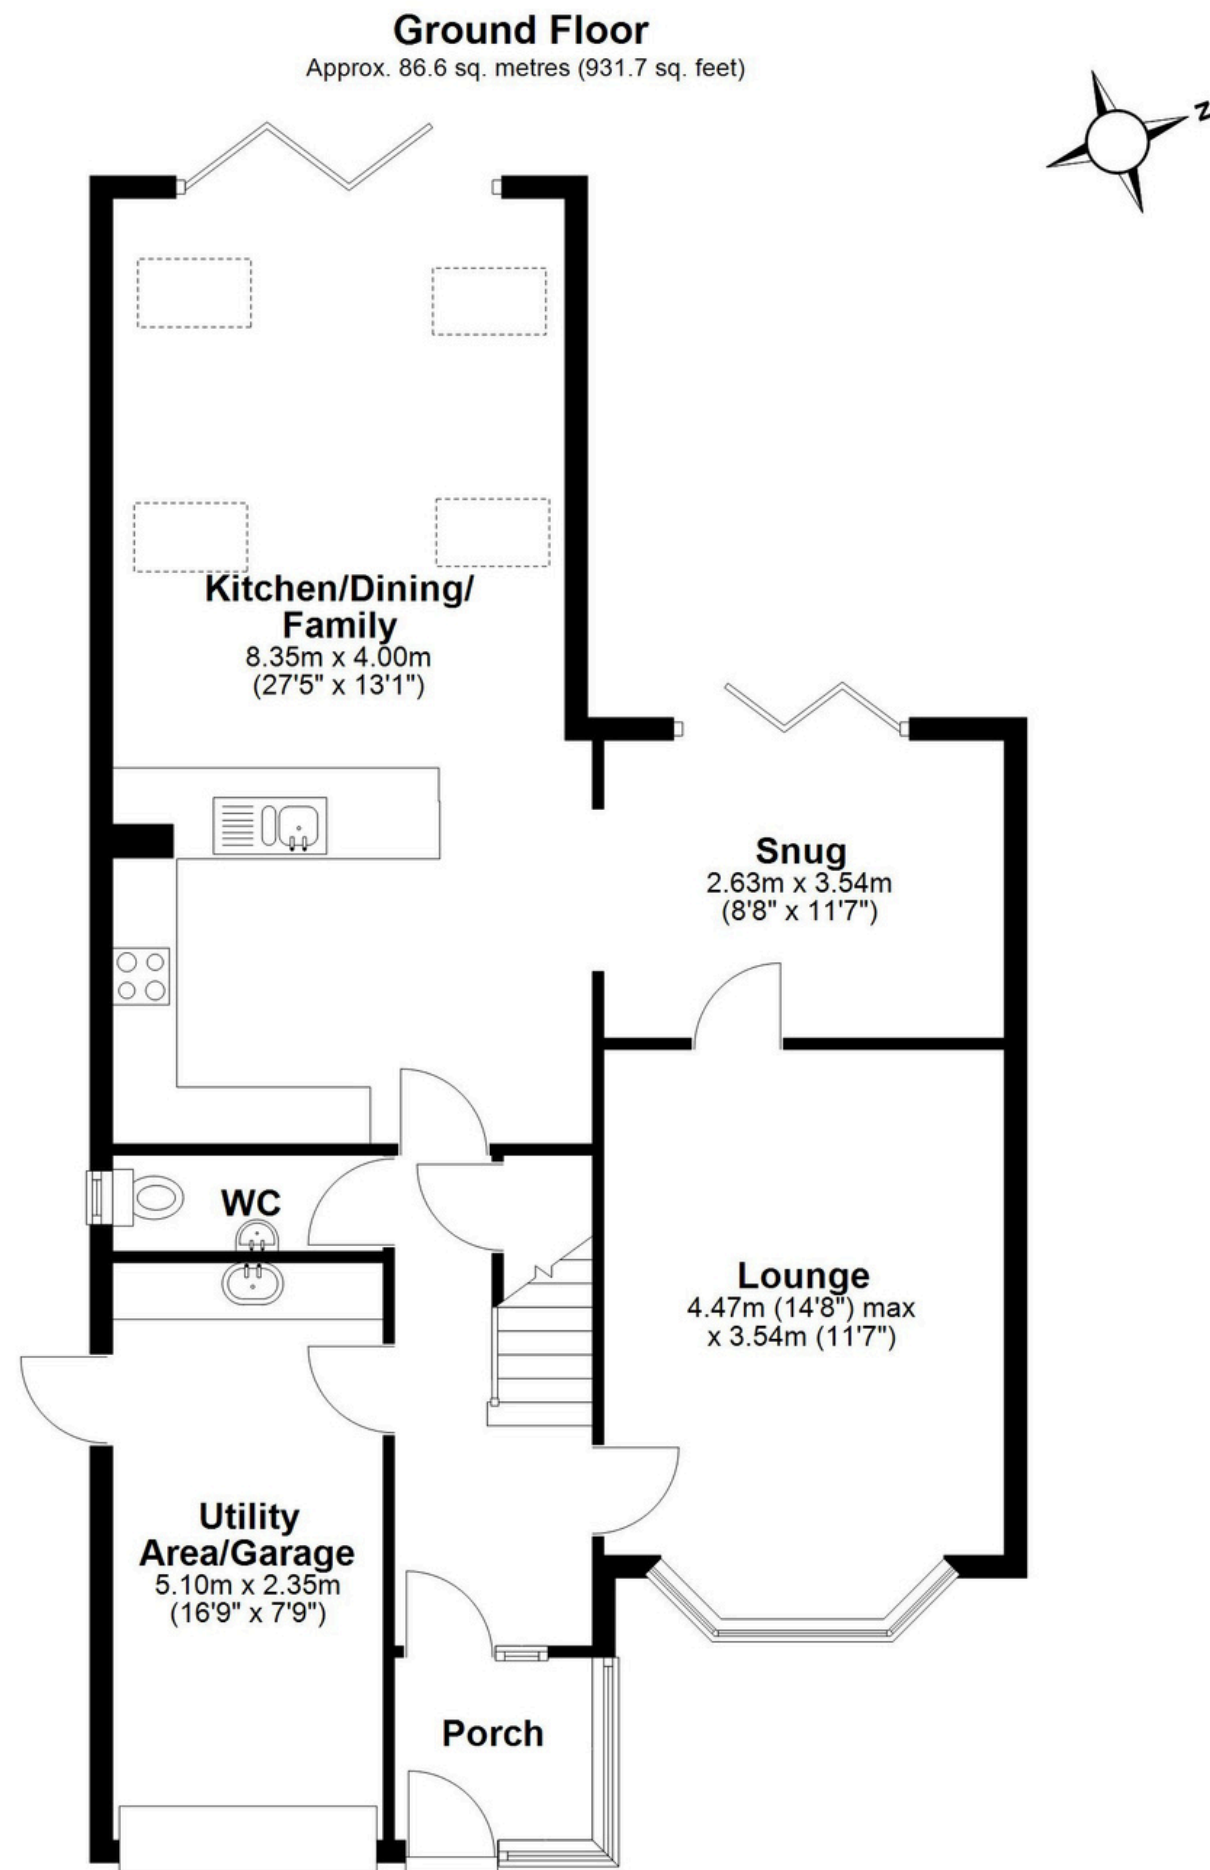 Ground Floor
Approx. 86.6 sq. metres (931.7 sq. feet)
N
Kitchen/Dining/
Family
8.35m x 4.00m
(27'5" x 13'1")
Snug
2.63m x 3.54m
(8'8" x 11'7")
WC
Lounge
4.47m (14'8") max
x 3.54m (11'7")
Utility
Area/Garage
5.10m x 2.35m
(16'9" x 7'9")
Porch